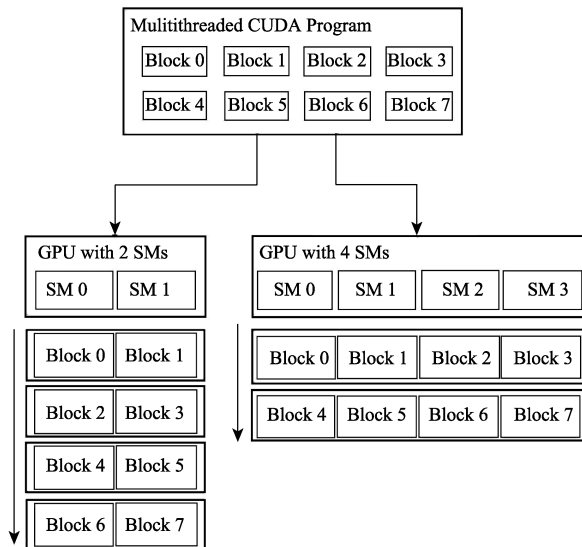 Mulitithreaded CUDA Program
Block 0 Block 1 Block 2 Block 3
Block 4 Block 5 Block 6 Block 7
GPU with 2 SMs
SM 0 SM 1
Block 0 Block 1
Block 2 Block 3
Block 4 Block 5
Block 6 Block 7
GPU with 4 SMs
SM 0 SM 1 SM 2 SM 3
Block 0 Block 1 Block 2 Block 3
Block 4 Block 5 Block 6 Block 7